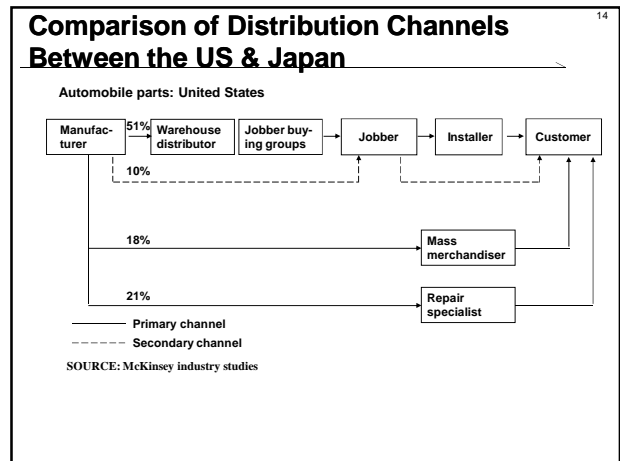 14
Comparison of Distribution Channels
Between the US & Japan
Automobile parts: United States
Manufac-
turer
51%
Warehouse
distributor
Jobber buy-
ing groups
Jobber
Installer
Customer
10%
18%
Mass
merchandiser
21%
Repair
specialist
Primary channel
Secondary channel
SOURCE: McKinsey industry studies